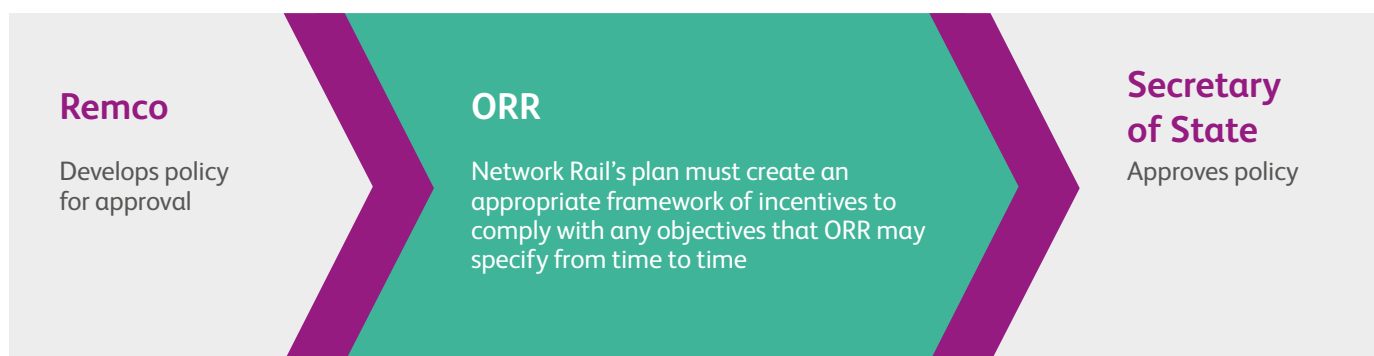 Remco
Develops policy
for approval
ORR
Network Rail’s plan must create an
appropriate framework of incentives to
comply with any objectives that ORR may
specify from time to time
Secretary
of State
Approves policy